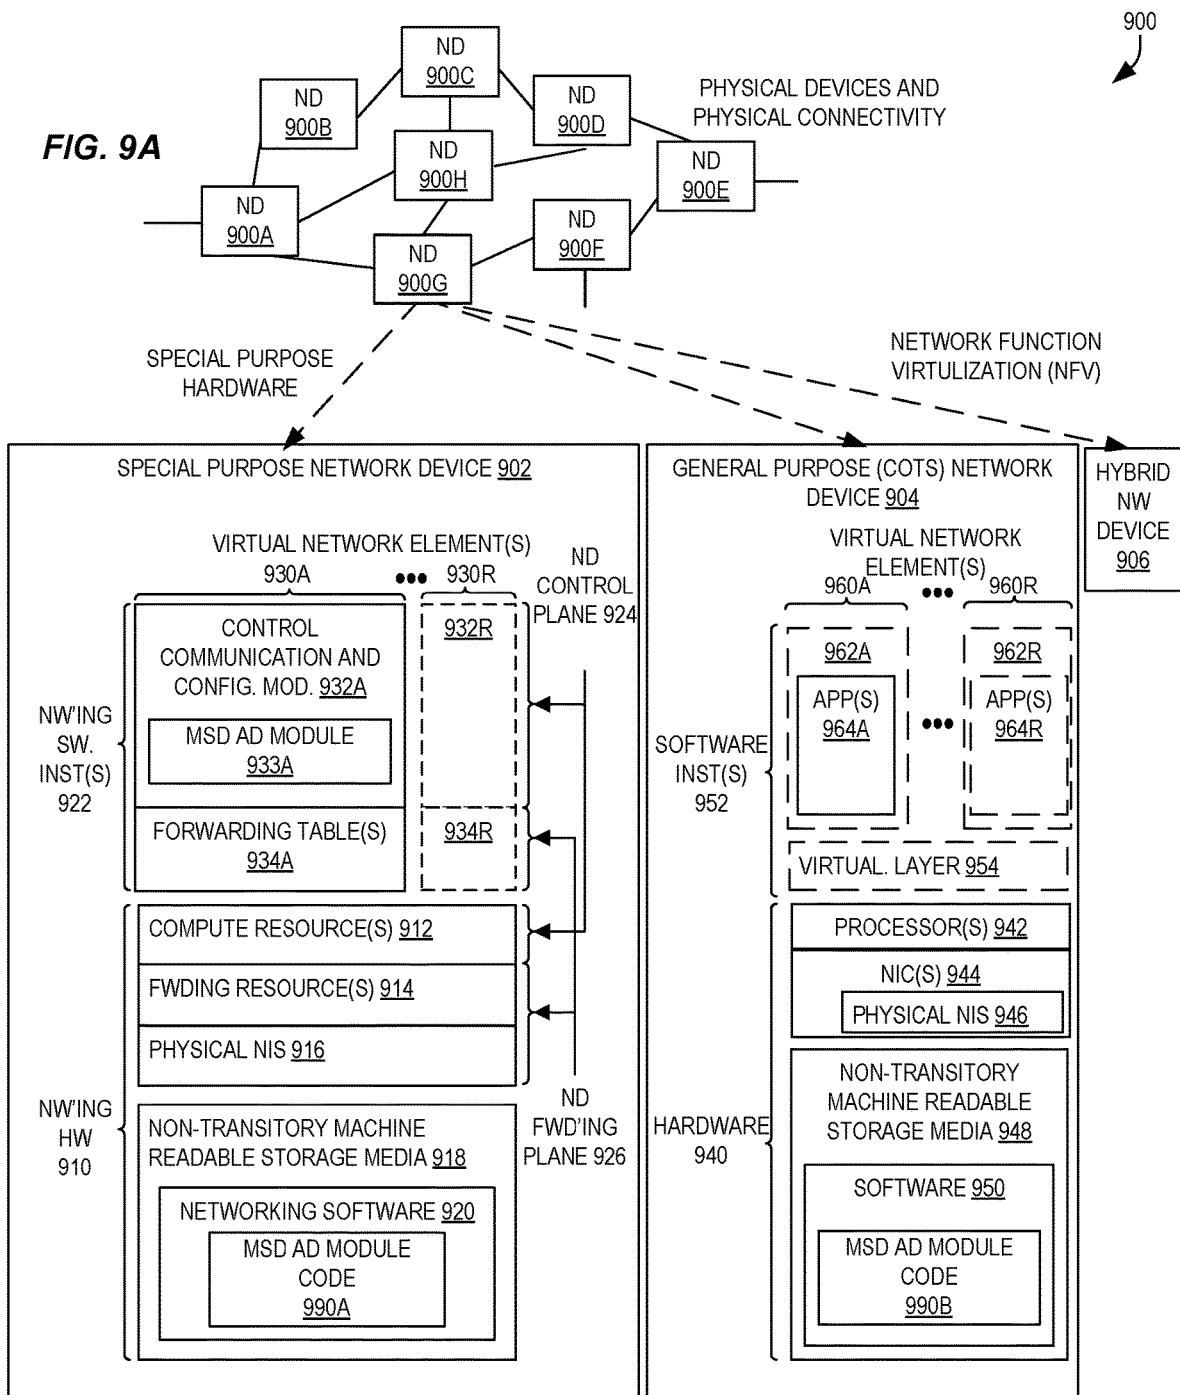 900
ND
900C
ND
900B
ND
900D
PHYSICAL DEVICES AND
PHYSICAL CONNECTIVITY
FIG. 9A
ND
900H
ND
900E
ND
900A
ND
900F
ND
900G
SPECIAL PURPOSE
HARDWARE
NETWORK FUNCTION
VIRTULIZATION (NFV)
SPECIAL PURPOSE NETWORK DEVICE 902
VIRTUAL NETWORK ELEMENT(S)
930A
930R
ND
CONTROL
PLANE 924
CONTROL
COMMUNICATION AND
CONFIG. MOD. 932A
932R
MSD AD MODULE
933A
NW'ING
SW.
INST(S)
922
FORWARDING TABLE(S)
934A
934R
COMPUTE RESOURCE(S) 912
FWDING RESOURCE(S) 914
PHYSICAL NIS 916
ND
FWD'ING
PLANE 926
NW'ING
HW
910
NON-TRANSITORY MACHINE
READABLE STORAGE MEDIA 918
NETWORKING SOFTWARE 920
MSD AD MODULE
CODE
990A
GENERAL PURPOSE (COTS) NETWORK
DEVICE 904
VIRTUAL NETWORK
ELEMENT(S)
960A
960R
962A
962R
APP(S)
964A
APP(S)
964R
SOFTWARE
INST(S)
952
VIRTUAL. LAYER 954
PROCESSOR(S) 942
NIC(S) 944
PHYSICAL NIS 946
HARDWARE
940
NON-TRANSITORY
MACHINE READABLE
STORAGE MEDIA 948
SOFTWARE 950
MSD AD MODULE
CODE
990B
HYBRID
NW
DEVICE
906